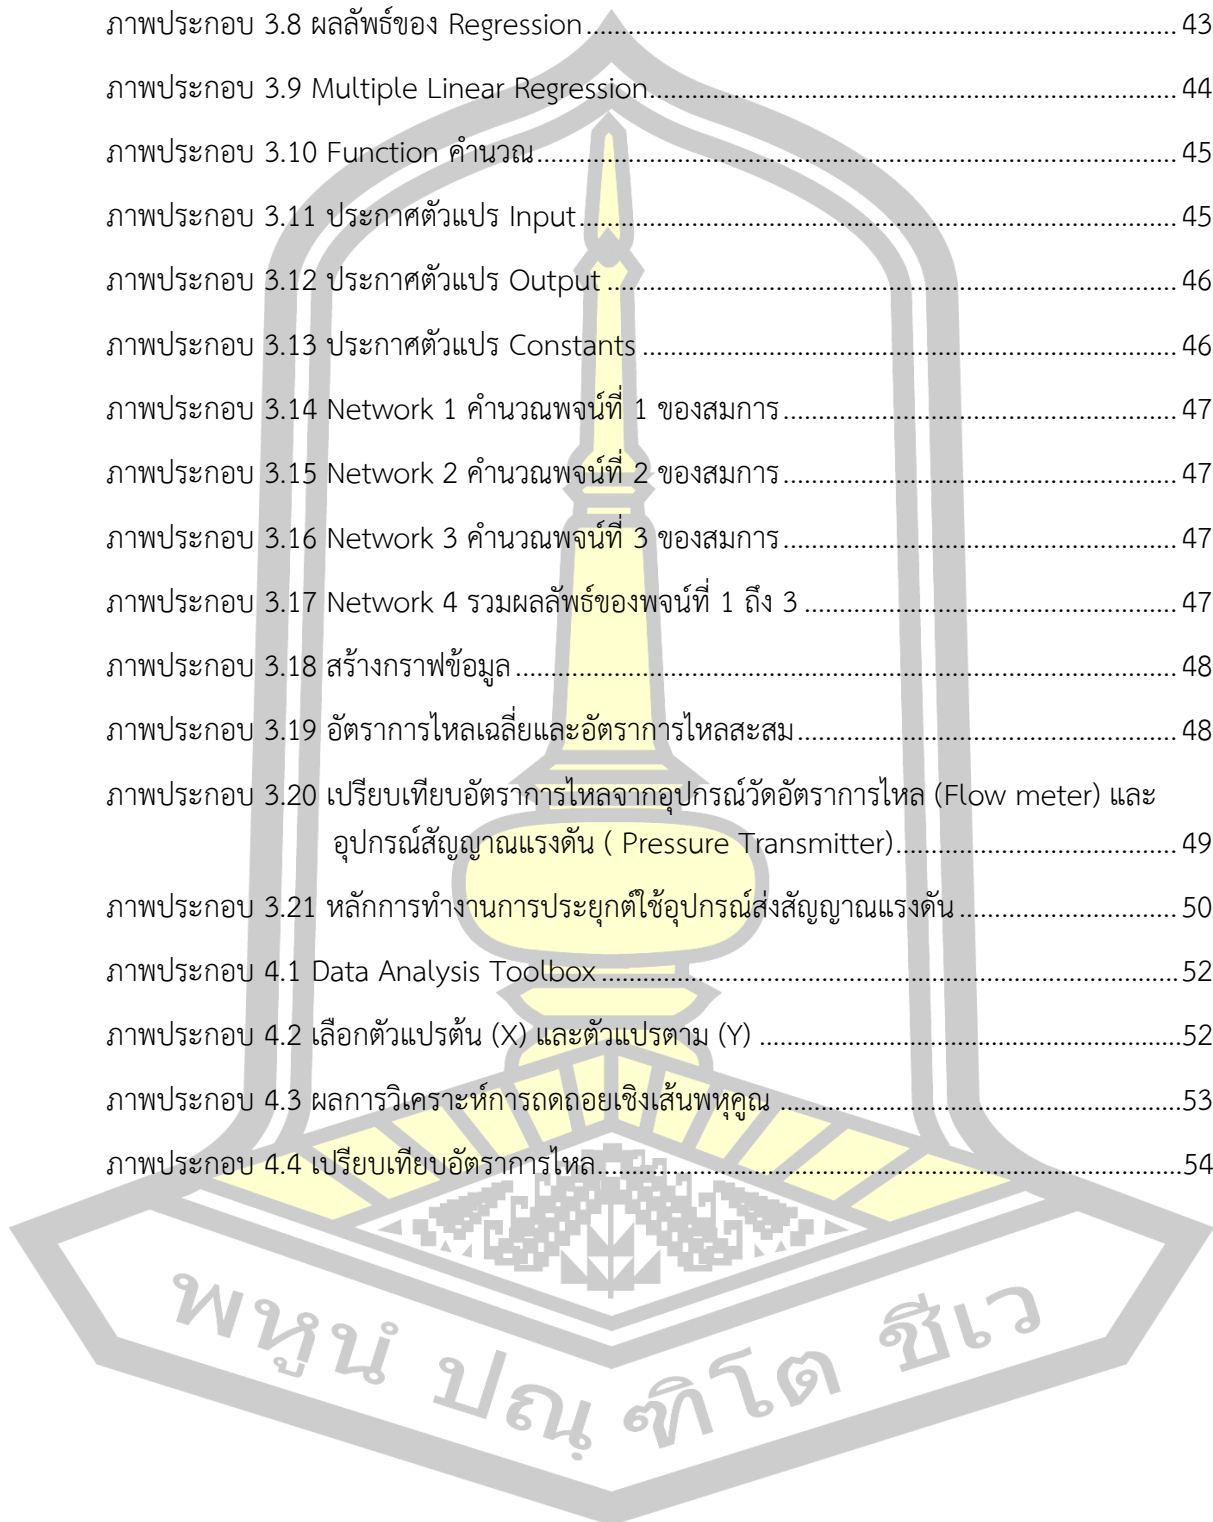 ภาพประกอบ 3.8 ผลลัพธ์ของ Regression........................................................................ 43
ภาพประกอบ 3.9 Multiple Linear Regression................................................................ 44
ภาพประกอบ 3.10 Function คำนวณ............................................................................. 45
ภาพประกอบ 3.11 ประกาศตัวแปร Input........................................................................ 45
ภาพประกอบ 3.12 ประกาศตัวแปร Output ..................................................................... 46
ภาพประกอบ 3.13 ประกาศตัวแปร Constants ................................................................. 46
ภาพประกอบ 3.14 Network 1 คำนวณพจน์ที่ 1 ของสมการ................................................ 47
ภาพประกอบ 3.15 Network 2 คำนวณพจน์ที่ 2 ของสมการ................................................ 47
ภาพประกอบ 3.16 Network 3 คำนวณพจน์ที่ 3 ของสมการ................................................ 47
ภาพประกอบ 3.17 Network 4 รวมผลลัพธ์ของพจน์ที่ 1 ถึง 3 ............................................. 47
ภาพประกอบ 3.18 สร้างกราฟข้อมูล ................................................................................ 48
ภาพประกอบ 3.19 อัตราการไหลเฉลี่ยและอัตราการไหลสะสม.............................................. 48
ภาพประกอบ 3.20 เปรียบเทียบอัตราการไหลจากอุปกรณ์วัดอัตราการไหล (Flow meter) และ
อุปกรณ์สัญญาณแรงดัน ( Pressure Transmitter).................................. 49
ภาพประกอบ 3.21 หลักการทำงานการประยุกต์ใช้อุปกรณ์ส่งสัญญาณแรงดัน .......................... 50
ภาพประกอบ 4.1 Data Analysis Toolbox ...................................................................... 52
ภาพประกอบ 4.2 เลือกตัวแปรต้น (X) และตัวแปรตาม (Y) ...................................................52
ภาพประกอบ 4.3 ผลการวิเคราะห์การถดถอยเชิงเส้นพหุคูณ .................................................53
ภาพประกอบ 4.4 เปรียบเทียบอัตราการไหล.......................................................................54
พหูนํ ปณฺ ฑิโต ชีเว